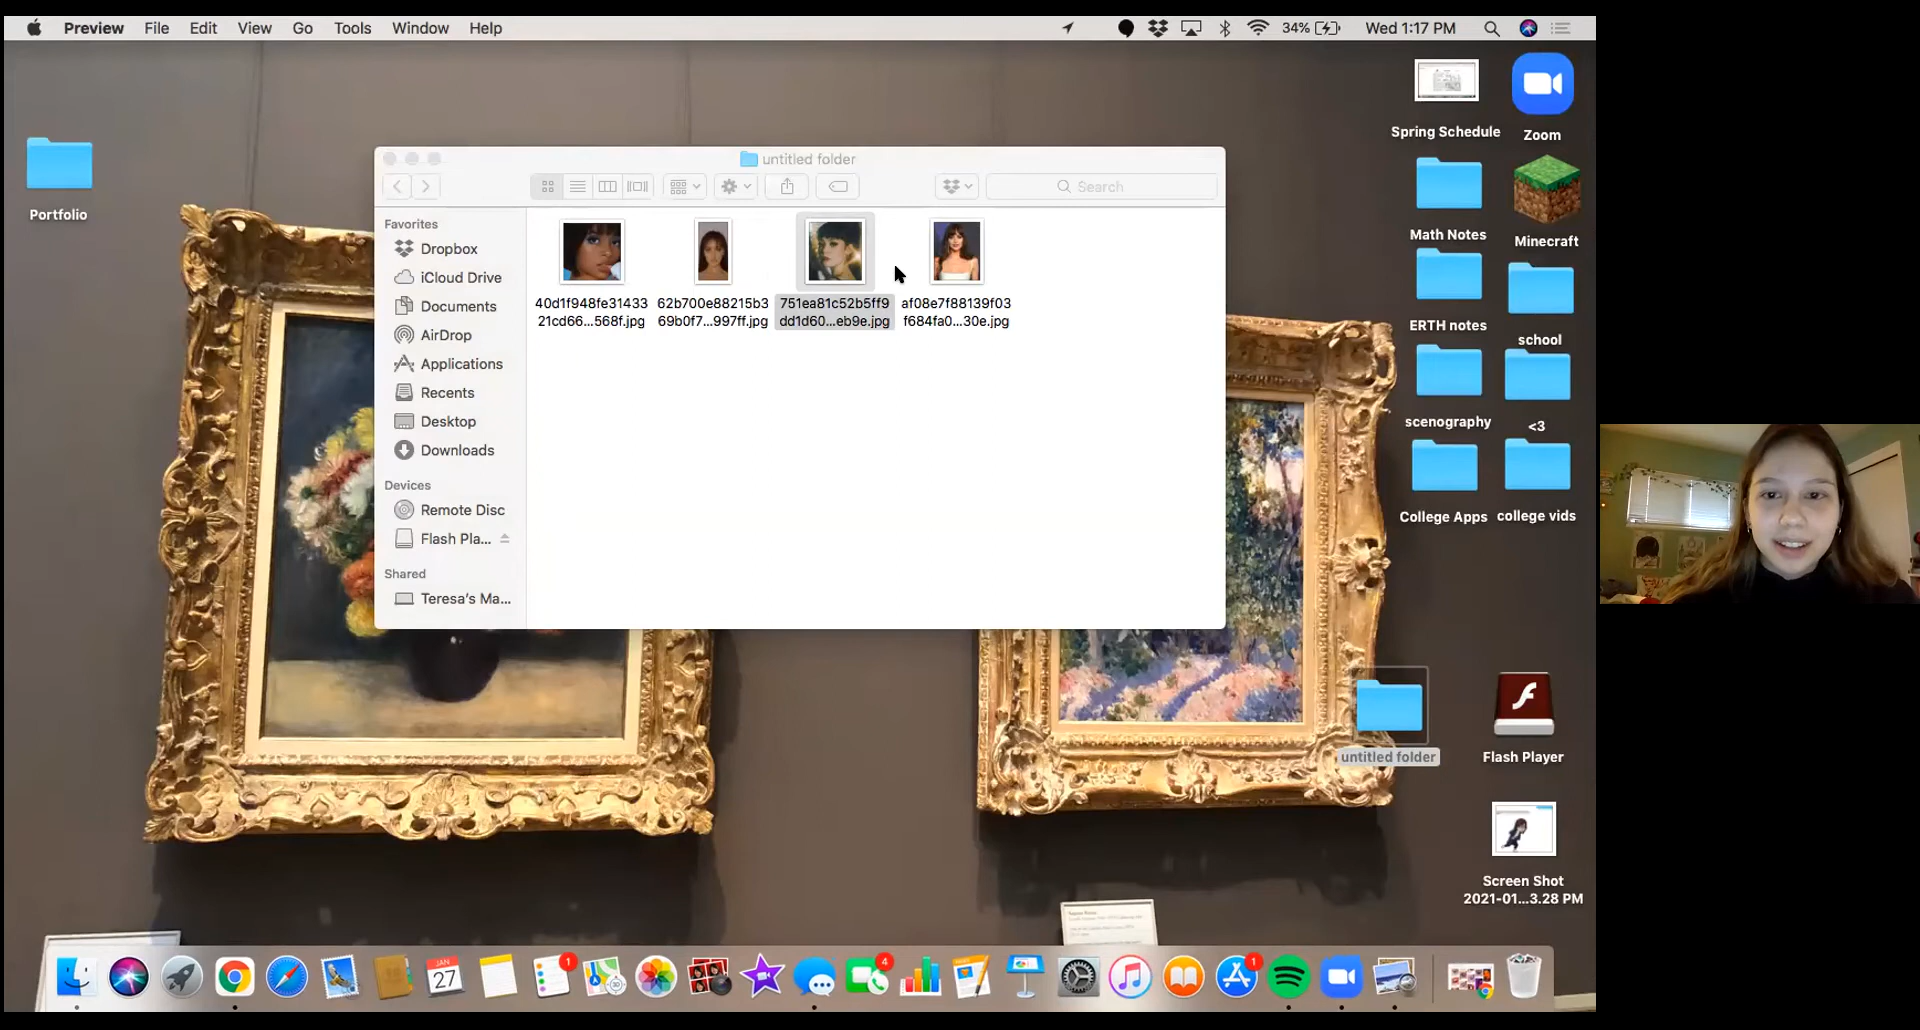 Preview File Edit View Go Tools Window Help
34% Wed 1:17 PM
Portfolio
untitled folder
Search
Favorites
Dropbox
iCloud Drive
Documents
AirDrop
Applications
Recents
Desktop
Downloads
Devices
Remote Disc
Flash Pla...
Shared
Teresa's Ma...
40d1f948fe31433
21cd66...568f.jpg
62b700e88215b3
69b0f7...997ff.jpg
751ea81c52b5ff9
dd1d60...eb9e.jpg
af08e7f88139f03
f684fa0...30e.jpg
Spring Schedule
Zoom
Math Notes
Minecraft
ERTH notes
school
scenography
<3
College Apps
college vids
untitled folder
Flash Player
Screen Shot
2021-01...3.28 PM
JAN
27
1
4
1